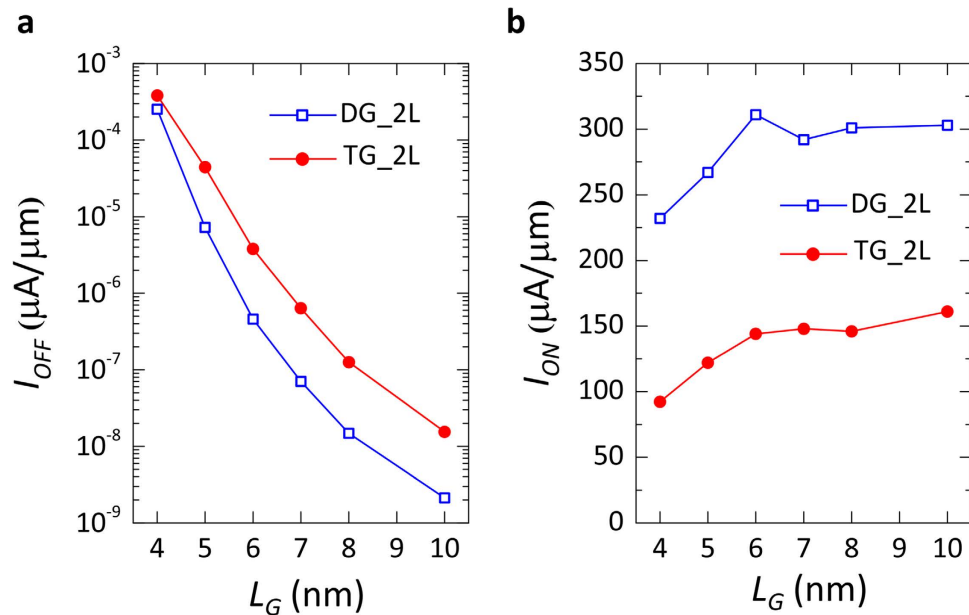 a
10⁻³
10⁻⁴
10⁻⁵
10⁻⁶
10⁻⁷
10⁻⁸
10⁻⁹
I_OFF (μA/μm)
DG_2L
TG_2L
4 5 6 7 8 9 10
L_G (nm)
b
350
300
250
200
150
100
50
0
I_ON (μA/μm)
DG_2L
TG_2L
4 5 6 7 8 9 10
L_G (nm)